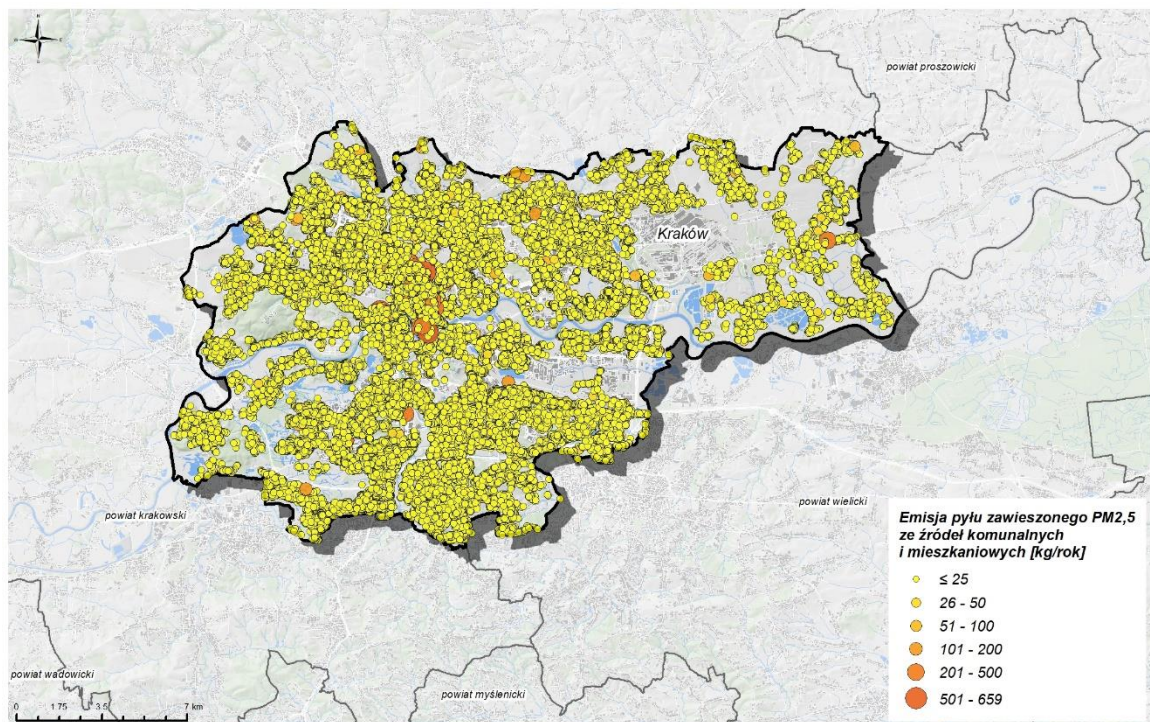 powiat proszowicki
Kraków
powiat krakowski
powiat wielicki
powiat wadowicki
powiat myślenicki
0 1.75 3.5 7 km
Emisja pyłu zawieszonego PM2,5
ze źródeł komunalnych
i mieszkaniowych [kg/rok]
≤ 25
26 - 50
51 - 100
101 - 200
201 - 500
501 - 659